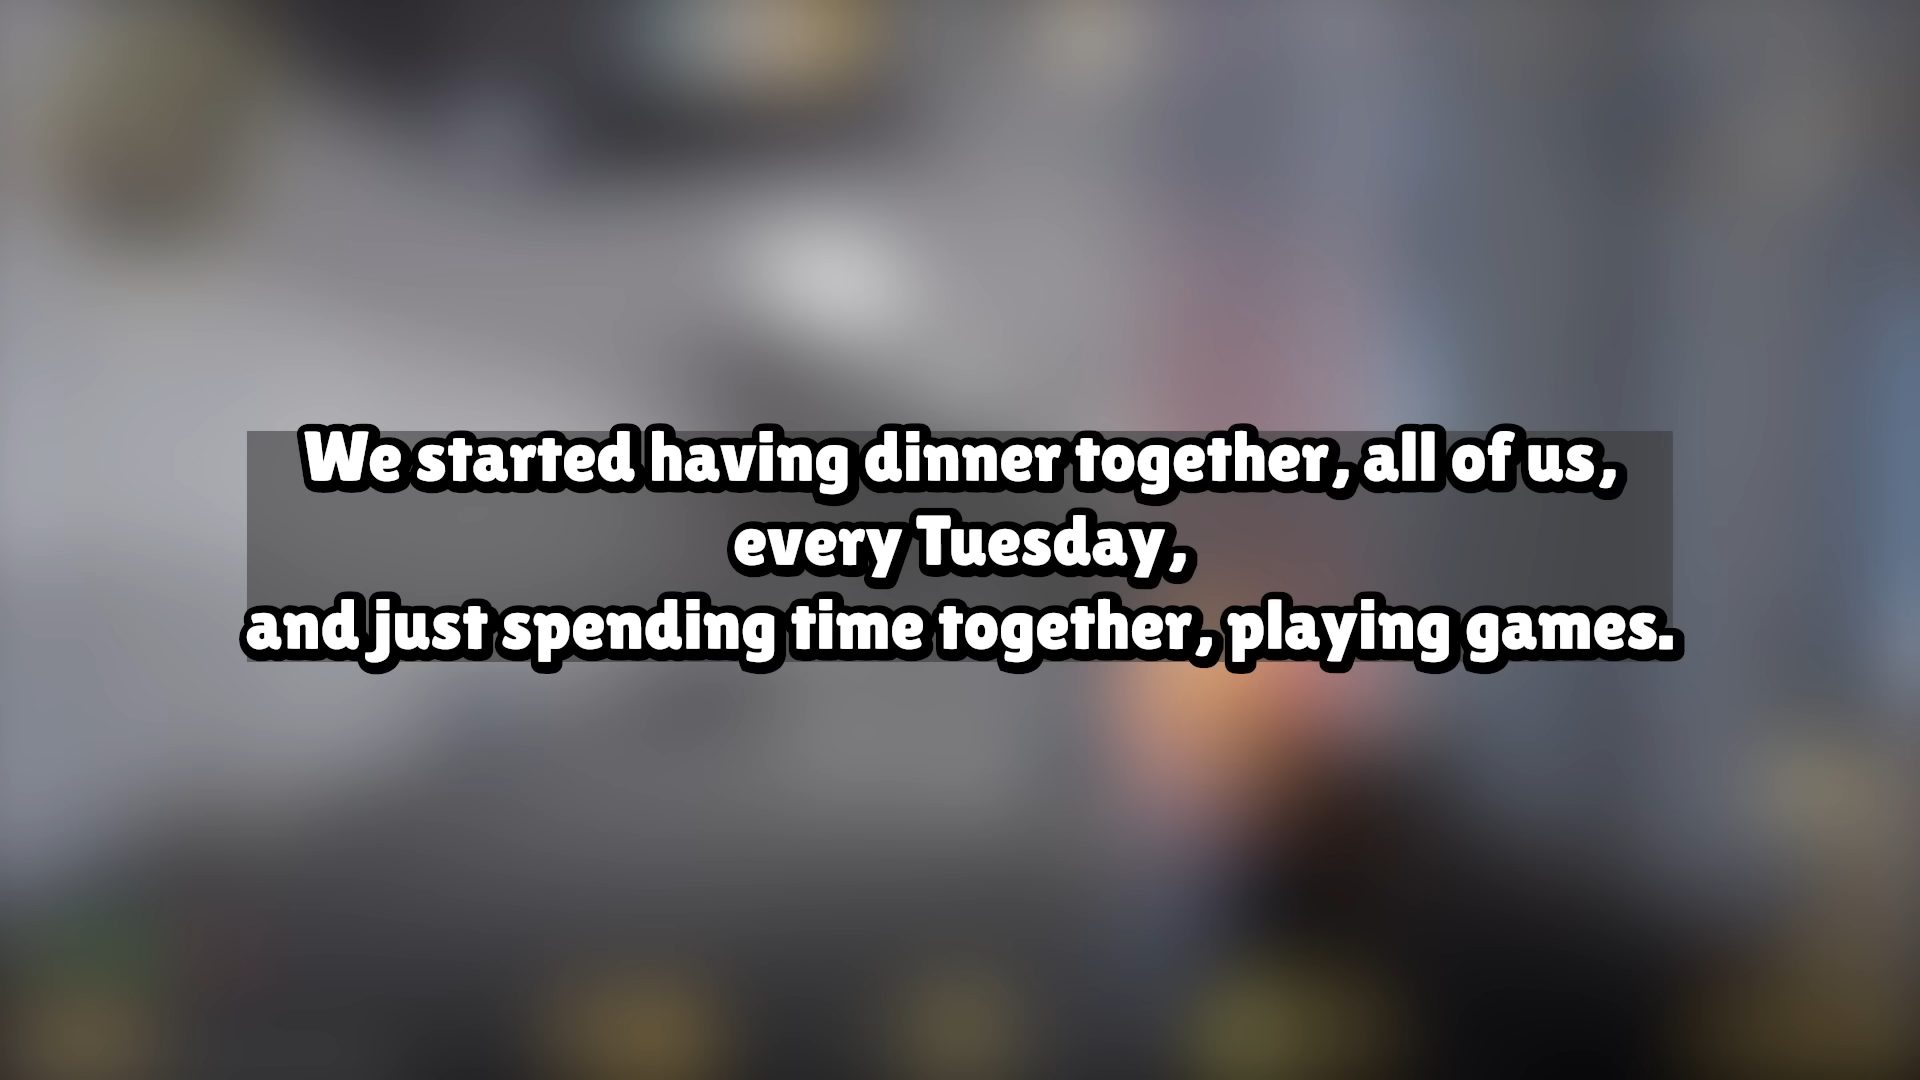 We started having dinner together, all of us,
every Tuesday,
and just spending time together, playing games.